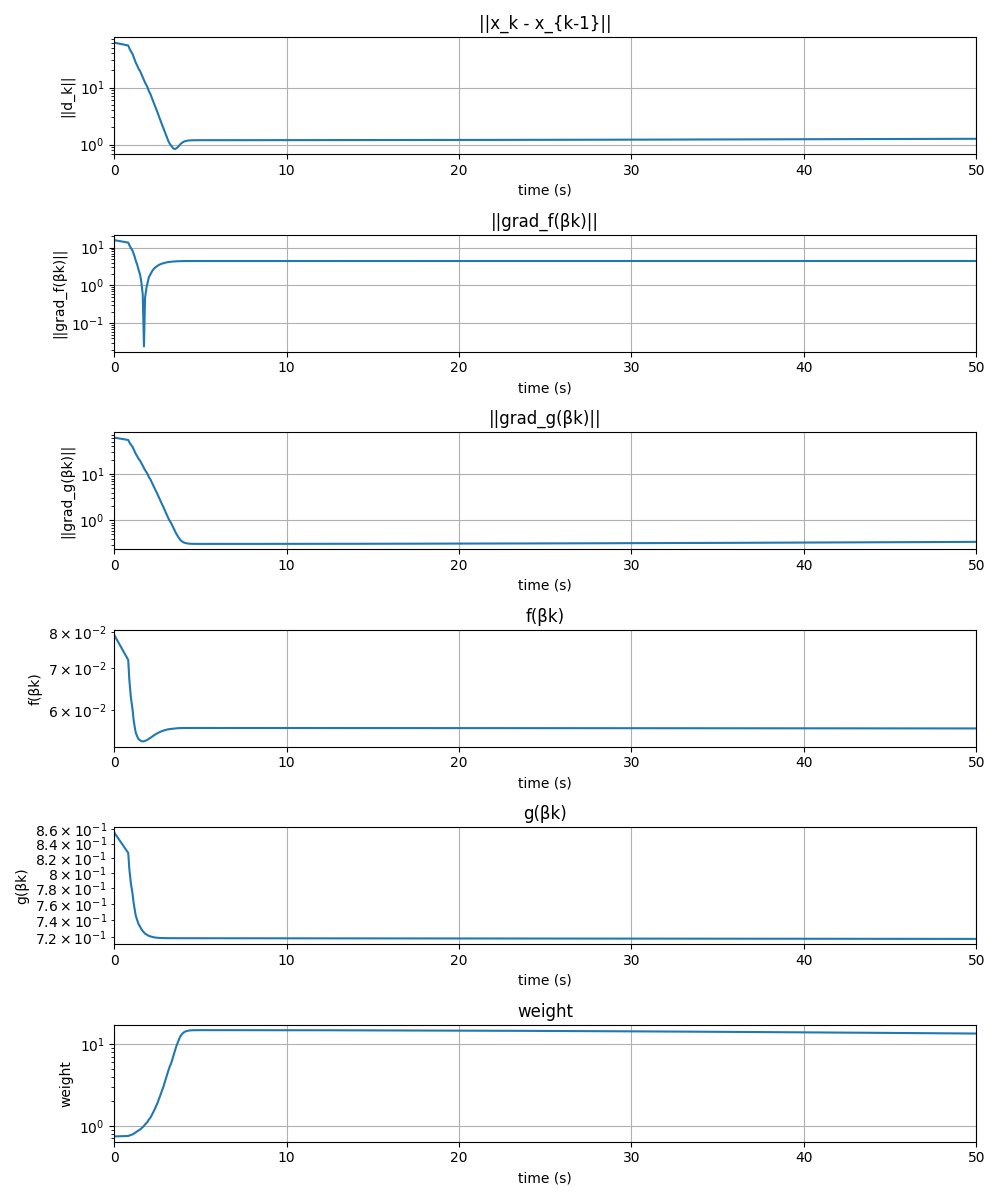 ||x_k - x_{k-1}||
||d_k||
10¹
10⁰
0 10 20 30 40 50
time (s)
||grad_f(βk)||
||grad_f(βk)||
10¹
10⁰
10⁻¹
0 10 20 30 40 50
time (s)
||grad_g(βk)||
||grad_g(βk)||
10¹
10⁰
0 10 20 30 40 50
time (s)
f(βk)
f(βk)
8 × 10⁻²
7 × 10⁻²
6 × 10⁻²
0 10 20 30 40 50
time (s)
g(βk)
g(βk)
8.6 × 10⁻¹
8.4 × 10⁻¹
8.2 × 10⁻¹
8 × 10⁻¹
7.8 × 10⁻¹
7.6 × 10⁻¹
7.4 × 10⁻¹
7.2 × 10⁻¹
0 10 20 30 40 50
time (s)
weight
weight
10¹
10⁰
0 10 20 30 40 50
time (s)